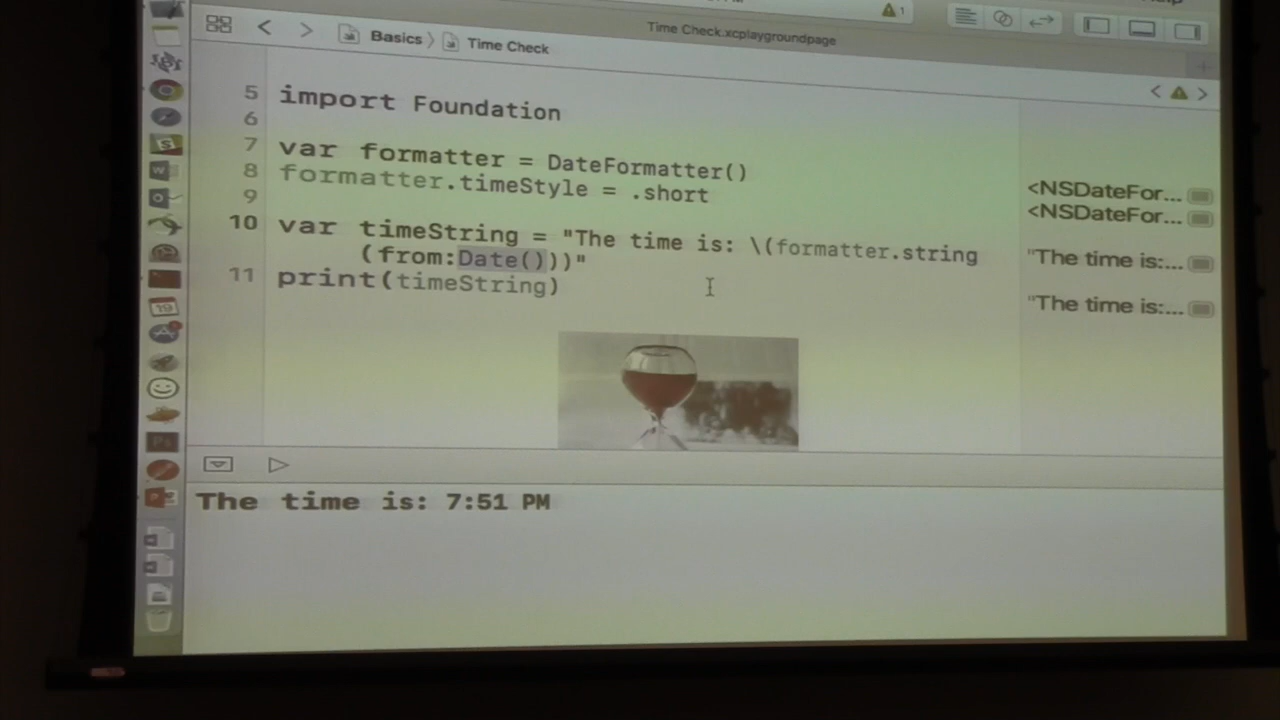 1
Time Check.xcplaygroundpage
Basics
Time Check
5
import Foundation
6
7
var formatter = DateFormatter()
8
formatter.timeStyle = .short
9
10
var timeString = "The time is: \(formatter.string
(from:Date()))"
11
print(timeString)
<NSDateFor...
<NSDateFor...
"The time is:...
"The time is:...
19
The time is: 7:51 PM